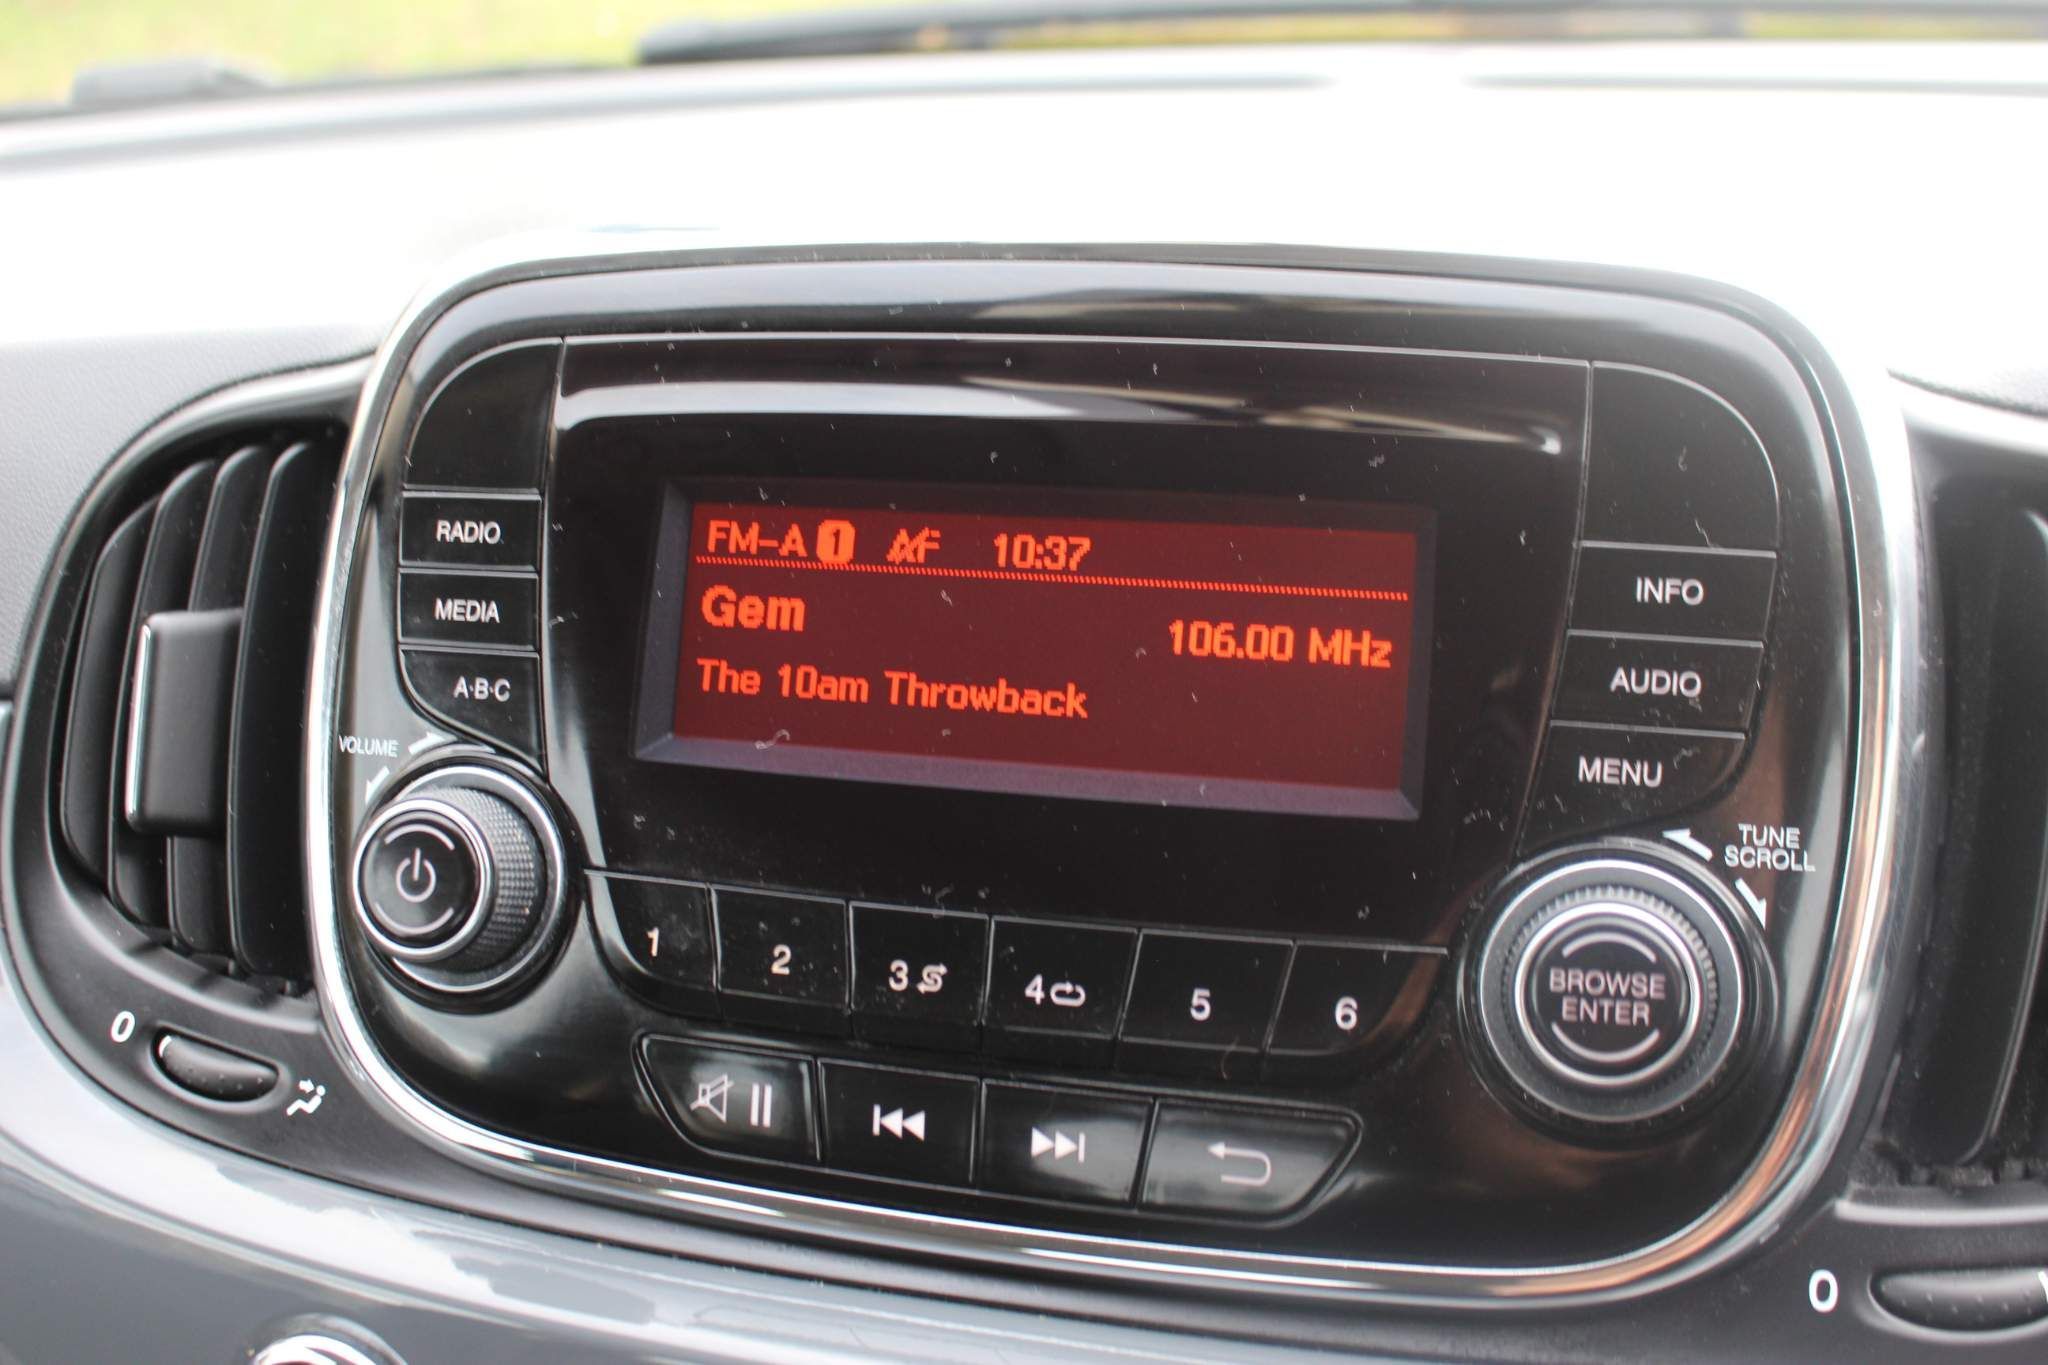 FM-A 1 AF 10:37
Gem
106.00 MHz
The 10am Throwback
RADIO
MEDIA
A·B·C
VOLUME
INFO
AUDIO
MENU
TUNE
SCROLL
BROWSE
ENTER
1 2 3 4 5 6
0
0